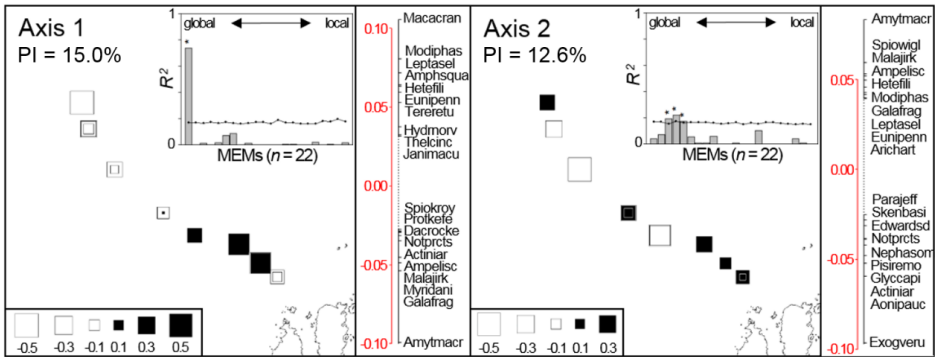 Axis 1
PI = 15.0%
1
R²
0
global local
*
MEMs (n = 22)
-0.5 -0.3 -0.1 0.1 0.3 0.5
0.10
0.05
0.00
-0.05
-0.10
Macacran
Modiphas
Leptasel
Amphsqua
Hetefili
Eunipenn
Tereretu
Hydrnorv
Thelcinc
Janimacu
Spiokroy
Protkefe
Dacrocke
Notprcts
Actiniar
Ampelisc
Malajirk
Myridani
Galafrag
Amytmacr
Axis 2
PI = 12.6%
1
R²
0
global local
* * *
MEMs (n = 22)
-0.5 -0.3 -0.1 0.1 0.3
0.05
0.00
-0.05
-0.10
Amytmacr
Spiowigl
Malajirk
Ampelisc
Hetefili
Modiphas
Galafrag
Leptasel
Eunipenn
Arichart
Parajeff
Skenbasi
Edwardsd
Notprcts
Nephasom
Pisiremo
Glyccapi
Actiniar
Aonipauc
Exogveru